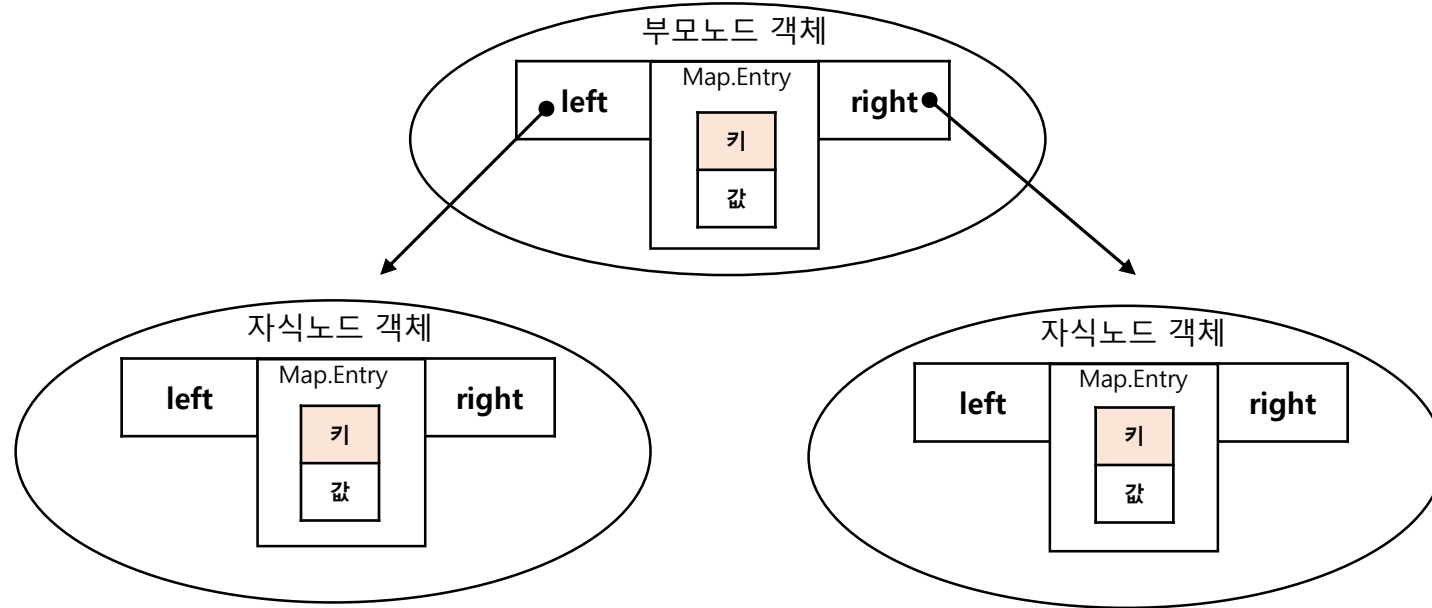 부모노드 객체
left
Map.Entry
right
키
값
자식노드 객체
left
Map.Entry
right
키
값
자식노드 객체
left
Map.Entry
right
키
값